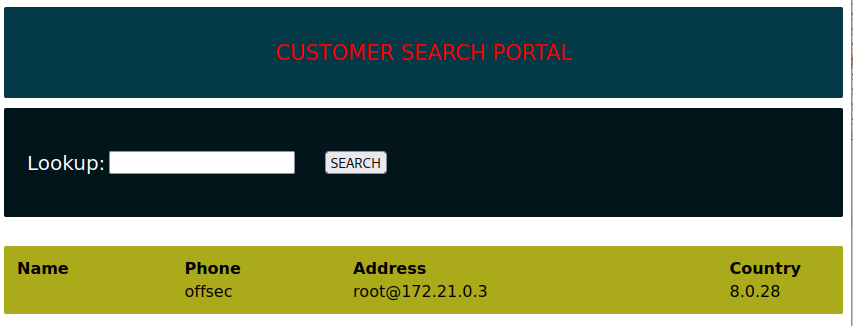 CUSTOMER SEARCH PORTAL
Lookup: SEARCH
Name Phone Address Country
offsec root@172.21.0.3 8.0.28